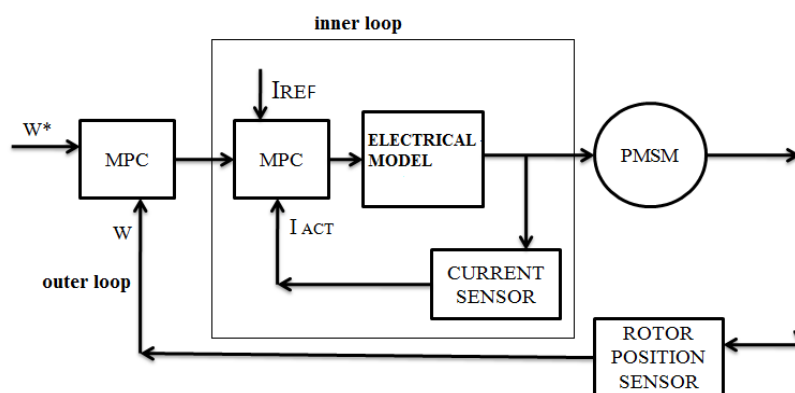 inner loop
IREF
W*
MPC
MPC
ELECTRICAL
MODEL
PMSM
W
I ACT
outer loop
CURRENT
SENSOR
ROTOR
POSITION
SENSOR